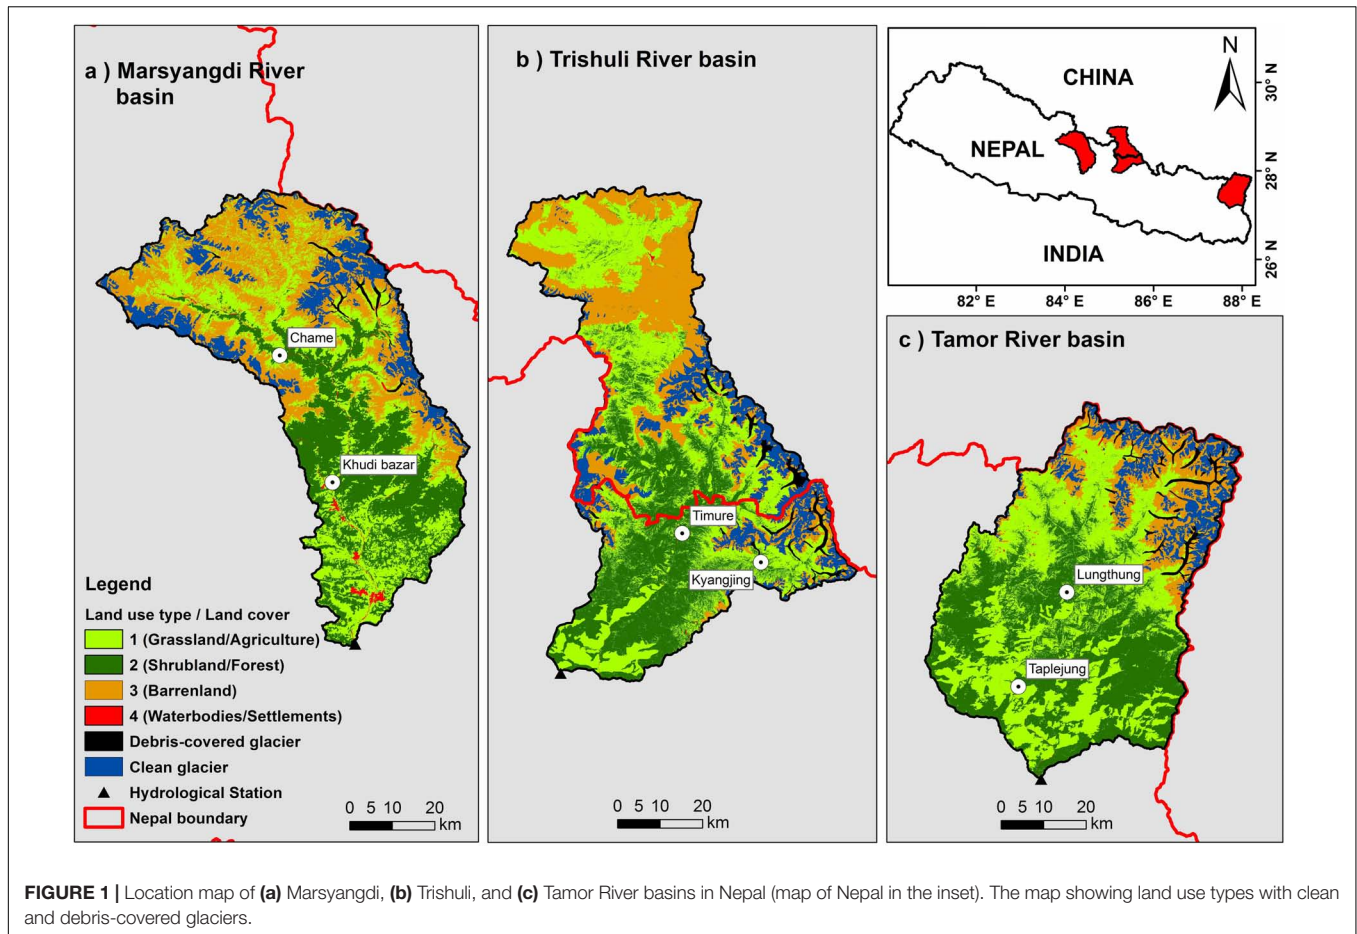 a ) Marsyangdi River
basin
Chame
Khudi bazar
Legend
Land use type / Land cover
1 (Grassland/Agriculture)
2 (Shrubland/Forest)
3 (Barrenland)
4 (Waterbodies/Settlements)
Debris-covered glacier
Clean glacier
Hydrological Station
Nepal boundary
0 5 10 20
km
b ) Trishuli River basin
Timure
Kyangjing
0 5 10 20
km
N
CHINA
NEPAL
INDIA
30° N
28° N
26° N
82° E 84° E 86° E 88° E
c ) Tamor River basin
Lungthung
Taplejung
0 5 10 20
km
FIGURE 1 | Location map of (a) Marsyangdi, (b) Trishuli, and (c) Tamor River basins in Nepal (map of Nepal in the inset). The map showing land use types with clean
and debris-covered glaciers.